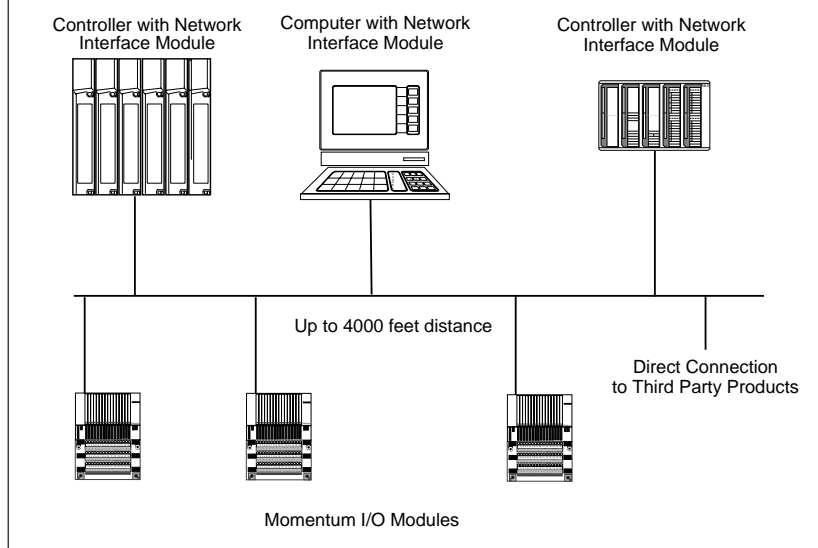 Controller with Network
Interface Module
Computer with Network
Interface Module
Controller with Network
Interface Module
Up to 4000 feet distance
Direct Connection
to Third Party Products
Momentum I/O Modules